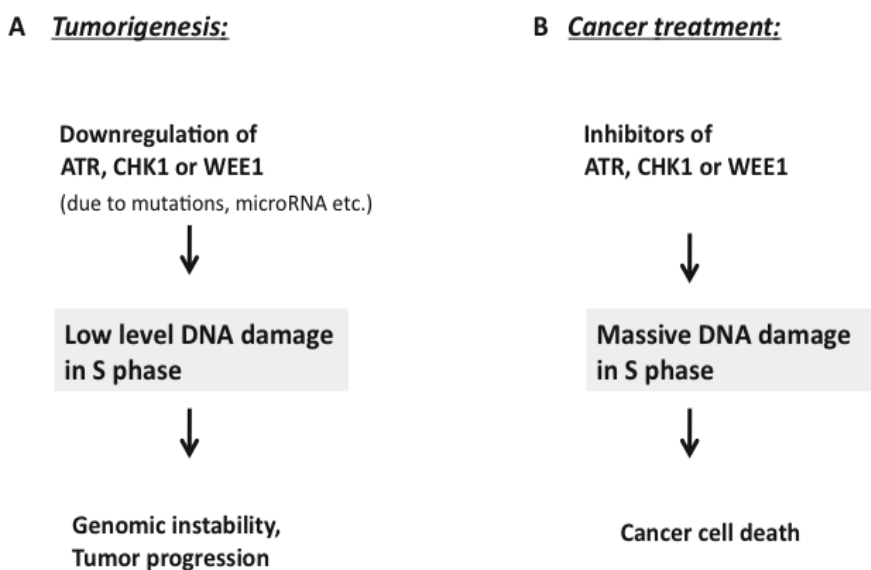 A Tumorigenesis:
Downregulation of
ATR, CHK1 or WEE1
(due to mutations, microRNA etc.)
Low level DNA damage
in S phase
Genomic instability,
Tumor progression
B Cancer treatment:
Inhibitors of
ATR, CHK1 or WEE1
Massive DNA damage
in S phase
Cancer cell death